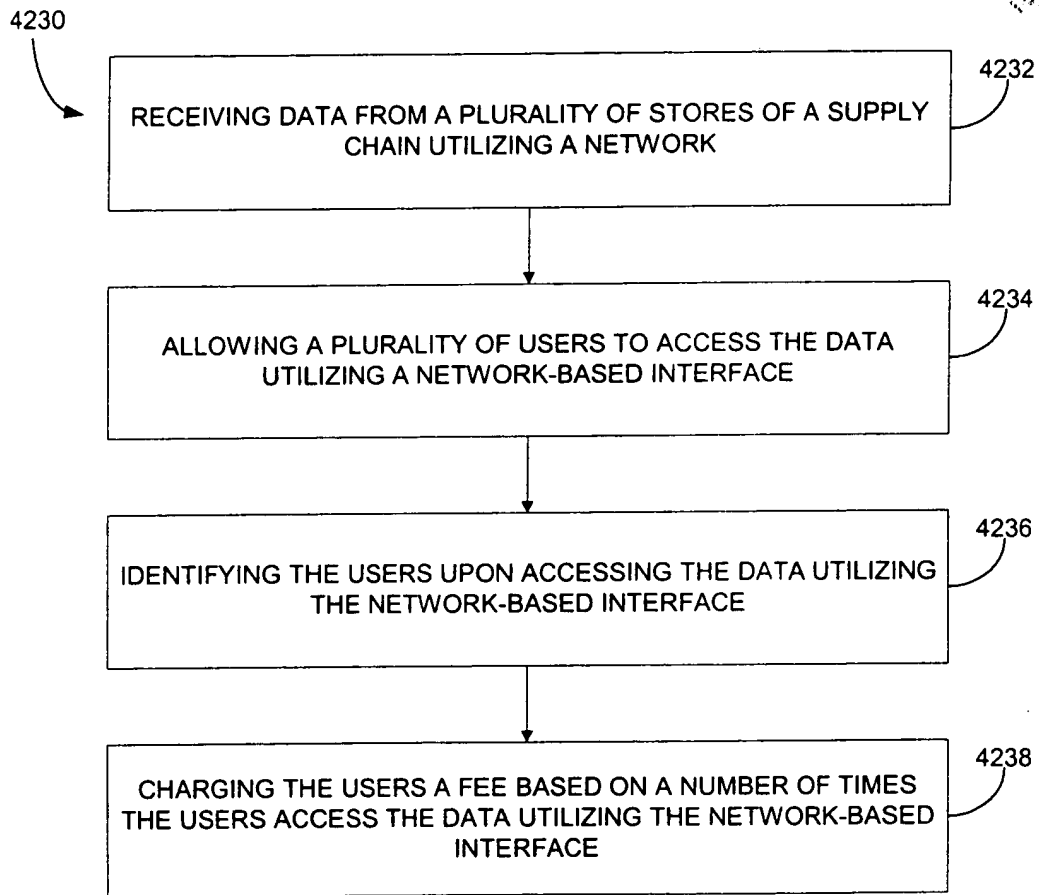 4230
4232
RECEIVING DATA FROM A PLURALITY OF STORES OF A SUPPLY
CHAIN UTILIZING A NETWORK
4234
ALLOWING A PLURALITY OF USERS TO ACCESS THE DATA
UTILIZING A NETWORK-BASED INTERFACE
4236
IDENTIFYING THE USERS UPON ACCESSING THE DATA UTILIZING
THE NETWORK-BASED INTERFACE
4238
CHARGING THE USERS A FEE BASED ON A NUMBER OF TIMES
THE USERS ACCESS THE DATA UTILIZING THE NETWORK-BASED
INTERFACE